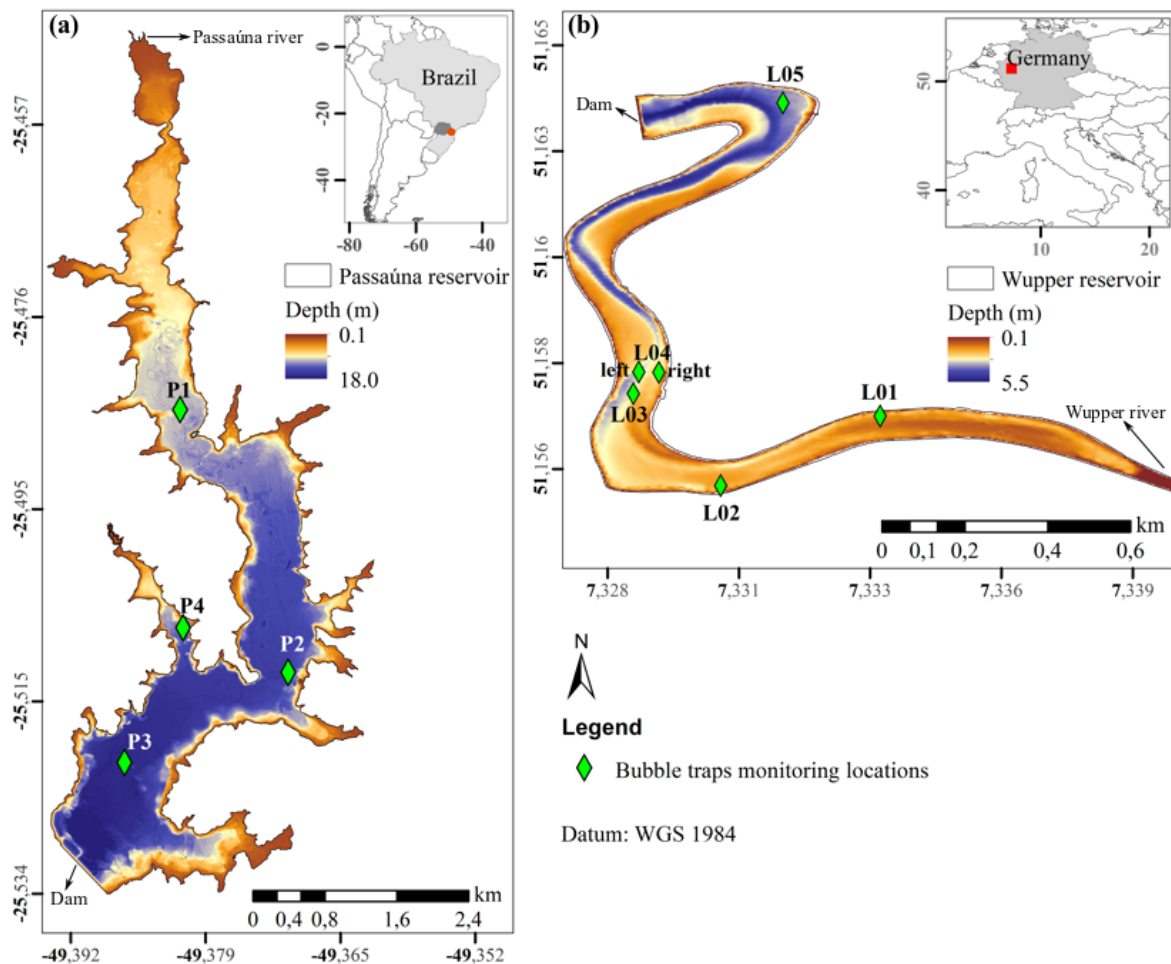 (a)
Passaúna river
Brazil
0
-20
-40
-80
-60
-40
Passaúna reservoir
Depth (m)
0.1
18.0
P1
P4
P2
P3
Dam
km
0
0,4
0,8
1,6
2,4
-25,457
-25,476
-25,495
-25,515
-25,534
-49,392
-49,379
-49,365
-49,352
(b)
L05
Dam
Germany
50
40
10
20
Wupper reservoir
Depth (m)
0.1
5.5
L04
left
right
L03
L01
Wupper river
L02
km
0
0,1
0,2
0,4
0,6
51,165
51,163
51,16
51,158
51,156
7,328
7,331
7,333
7,336
7,339
N
Legend
Bubble traps monitoring locations
Datum: WGS 1984